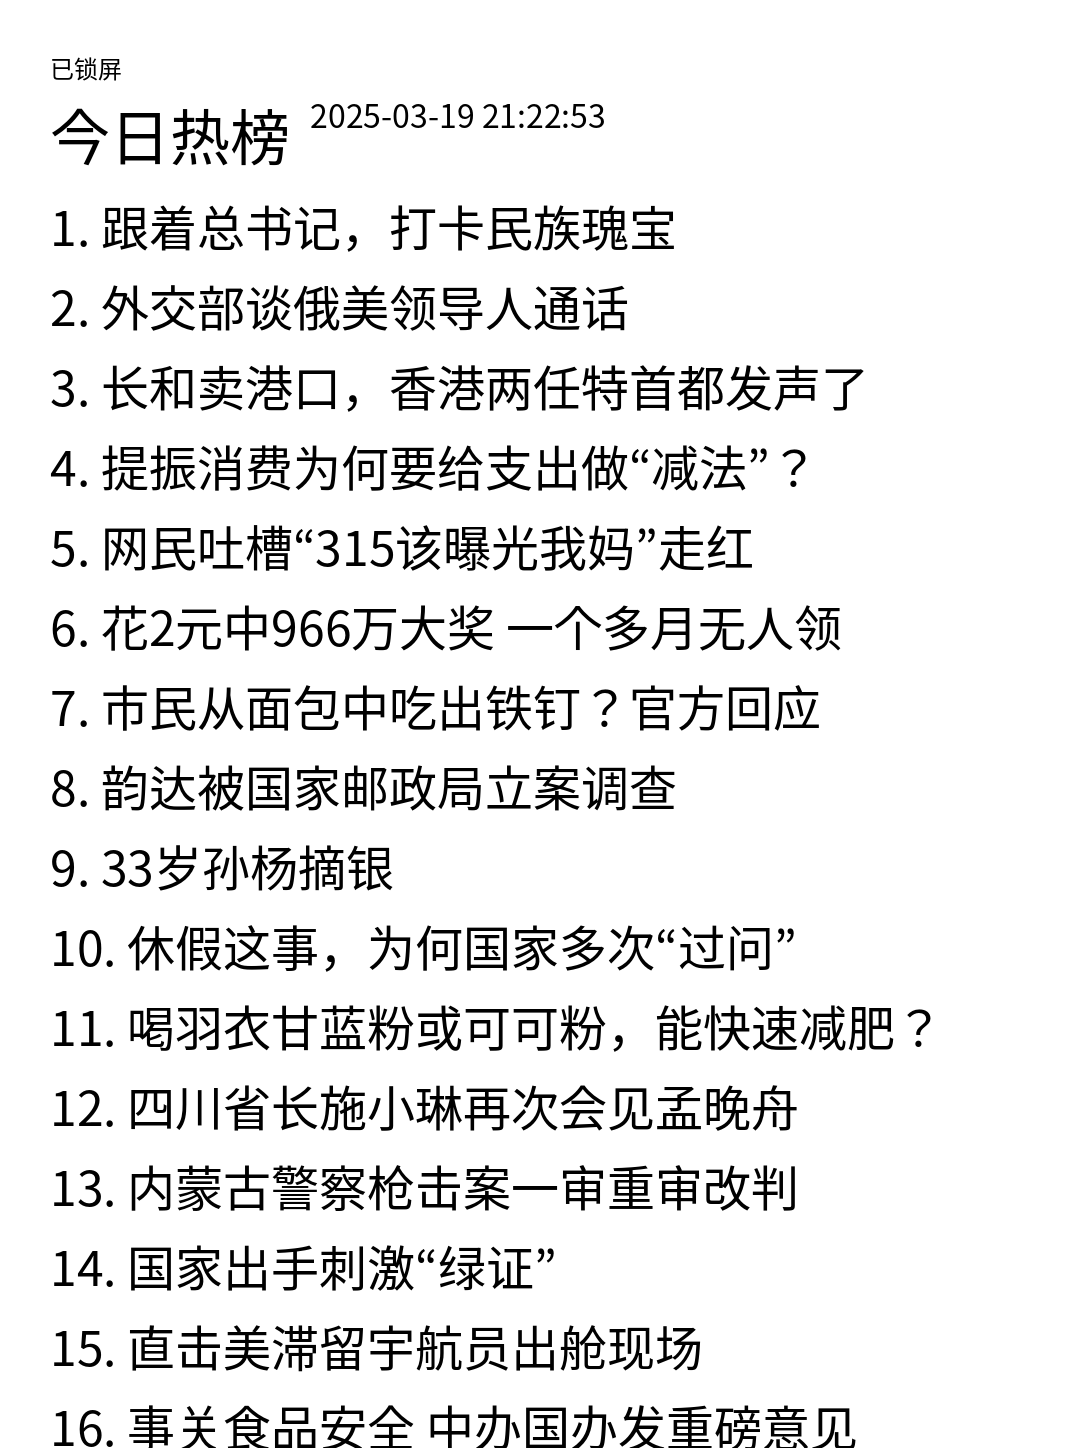 已锁屏
今日热榜 2025-03-19 21:22:53
1. 跟着总书记，打卡民族瑰宝
2. 外交部谈俄美领导人通话
3. 长和卖港口，香港两任特首都发声了
4. 提振消费为何要给支出做“减法”？
5. 网民吐槽“315该曝光我妈”走红
6. 花2元中966万大奖 一个多月无人领
7. 市民从面包中吃出铁钉？官方回应
8. 韵达被国家邮政局立案调查
9. 33岁孙杨摘银
10. 休假这事，为何国家多次“过问”
11. 喝羽衣甘蓝粉或可可粉，能快速减肥？
12. 四川省长施小琳再次会见孟晚舟
13. 内蒙古警察枪击案一审重审改判
14. 国家出手刺激“绿证”
15. 直击美滞留宇航员出舱现场
16. 事关食品安全 中办国办发重磅意见